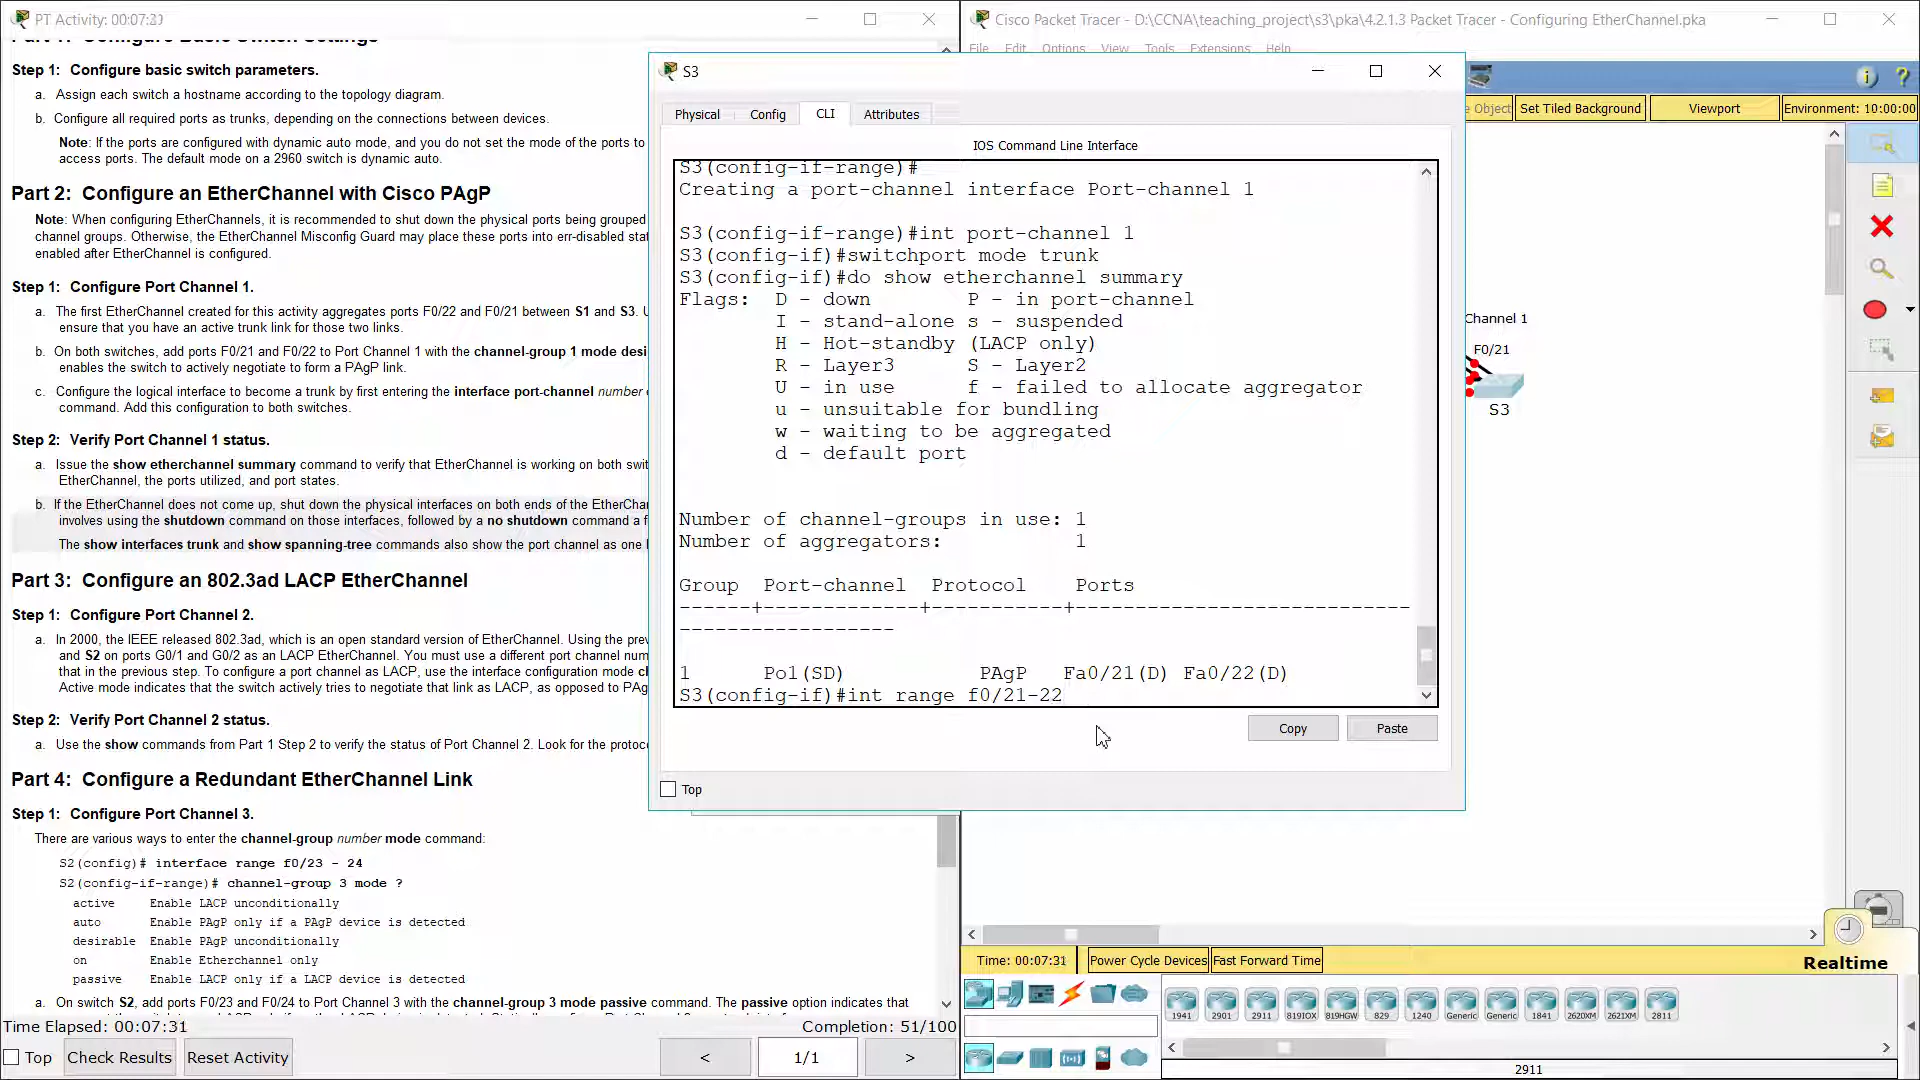 PT Activity: 00:07:
Step 1: Configure basic switch parameters.
a. Assign each switch a hostname according to the topology diagram.
b. Configure all required ports as trunks, depending on the connections between devices.
Note: If the ports are configured with dynamic auto mode, and you do not set the mode of the ports to
access ports. The default mode on a 2960 switch is dynamic auto.
Part 2: Configure an EtherChannel with Cisco PAgP
Note: When configuring EtherChannels, it is recommended to shut down the physical ports being grouped
channel groups. Otherwise, the EtherChannel Misconfig Guard may place these ports into err-disabled stat
enabled after EtherChannel is configured.
Step 1: Configure Port Channel 1.
a. The first EtherChannel created for this activity aggregates ports F0/22 and F0/21 between S1 and S3. U
ensure that you have an active trunk link for those two links.
b. On both switches, add ports F0/21 and F0/22 to Port Channel 1 with the channel-group 1 mode desi
enables the switch to actively negotiate to form a PAgP link.
c. Configure the logical interface to become a trunk by first entering the interface port-channel number
command. Add this configuration to both switches.
Step 2: Verify Port Channel 1 status.
a. Issue the show etherchannel summary command to verify that EtherChannel is working on both swit
EtherChannel, the ports utilized, and port states.
b. If the EtherChannel does not come up, shut down the physical interfaces on both ends of the EtherChan
involves using the shutdown command on those interfaces, followed by a no shutdown command a f
The show interfaces trunk and show spanning-tree commands also show the port channel as one
Part 3: Configure an 802.3ad LACP EtherChannel
Step 1: Configure Port Channel 2.
a. In 2000, the IEEE released 802.3ad, which is an open standard version of EtherChannel. Using the prev
and S2 on ports G0/1 and G0/2 as an LACP EtherChannel. You must use a different port channel num
that in the previous step. To configure a port channel as LACP, use the interface configuration mode c
Active mode indicates that the switch actively tries to negotiate that link as LACP, as opposed to PAg
Step 2: Verify Port Channel 2 status.
a. Use the show commands from Part 1 Step 2 to verify the status of Port Channel 2. Look for the protoc
Part 4: Configure a Redundant EtherChannel Link
Step 1: Configure Port Channel 3.
There are various ways to enter the channel-group number mode command:
S2(config)# interface range f0/23 - 24
S2(config-if-range)# channel-group 3 mode ?
active Enable LACP unconditionally
auto Enable PAgP only if a PAgP device is detected
desirable Enable PAgP unconditionally
on Enable Etherchannel only
passive Enable LACP only if a LACP device is detected
a. On switch S2, add ports F0/23 and F0/24 to Port Channel 3 with the channel-group 3 mode passive command. The passive option indicates that
Time Elapsed: 00:07:31
Completion: 51/100
Top
Check Results
Reset Activity
<
1/1
>
Cisco Packet Tracer - D:\CCNA\teaching_project\s3\pka\4.2.1.3 Packet Tracer - Configuring EtherChannel.pka
File Edit Options View Tools Extensions Help
e Object
Set Tiled Background
Viewport
Environment: 10:00:00
S3
Physical
Config
CLI
Attributes
IOS Command Line Interface
S3(config-if-range)#
Creating a port-channel interface Port-channel 1
S3(config-if-range)#int port-channel 1
S3(config-if)#switchport mode trunk
S3(config-if)#do show etherchannel summary
Flags: D - down P - in port-channel
I - stand-alone s - suspended
H - Hot-standby (LACP only)
R - Layer3 S - Layer2
U - in use f - failed to allocate aggregator
u - unsuitable for bundling
w - waiting to be aggregated
d - default port
Number of channel-groups in use: 1
Number of aggregators: 1
Group Port-channel Protocol Ports
------+-------------+-----------+----------------------------
------------------
1 Po1(SD) PAgP Fa0/21(D) Fa0/22(D)
S3(config-if)#int range f0/21-22
Copy
Paste
Top
Channel 1
F0/21
S3
Time: 00:07:31
Power Cycle Devices
Fast Forward Time
Realtime
1941 2901 2911 819IOX 819HGW 829 1240 Generic Generic 1841 2620XM 2621XM 2811
2911